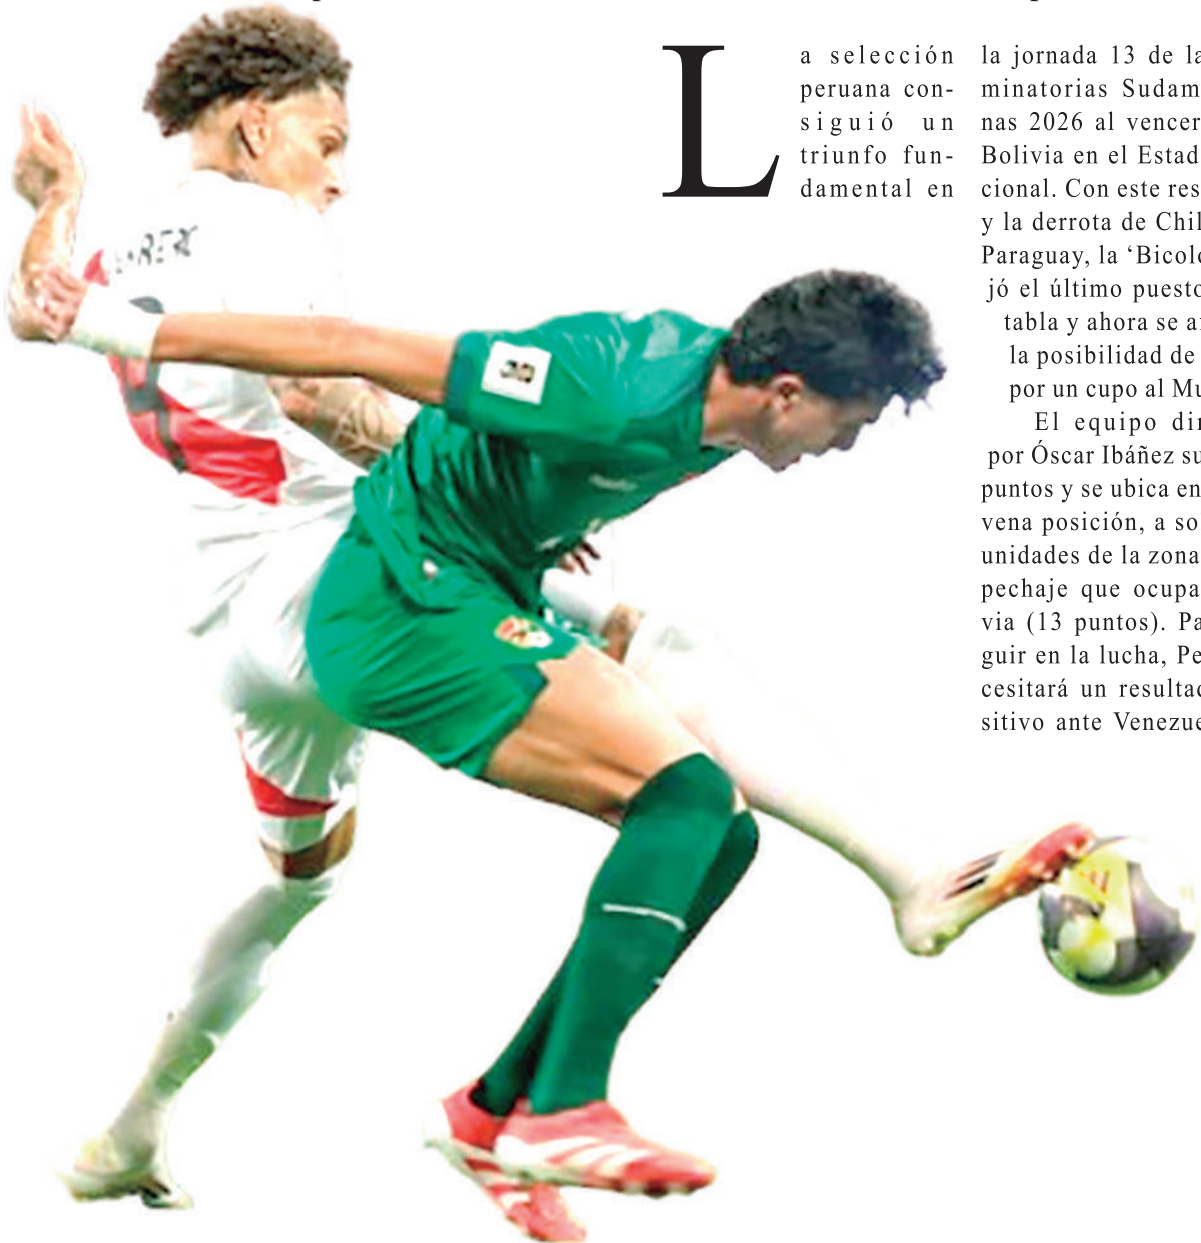 La selección
peruana con-
siguió un
triunfo fun-
damental en
la jornada 13 de la
minatorias Sudam
nas 2026 al vencer
Bolivia en el Estad
cional. Con este res
y la derrota de Chil
Paraguay, la ‘Bicolo
jó el último puesto
tabla y ahora se a
la posibilidad de
por un cupo al Mu
El equipo dir
por Óscar Ibáñez su
puntos y se ubica en
vena posición, a so
unidades de la zona
pechaje que ocupa
via (13 puntos). Pa
guir en la lucha, Pe
cesitará un resultad
sitivo ante Venezue